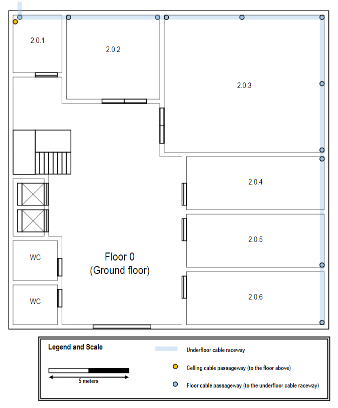 2.0.1
2.0.2
2.0.3
2.0.4
2.0.5
2.0.6
WC
WC
Floor 0
(Ground floor)
Legend and Scale
5 meters
Underfloor cable raceway
Ceiling cable passageway (to the floor above)
Floor cable passageway (to the underfloor cable raceway)